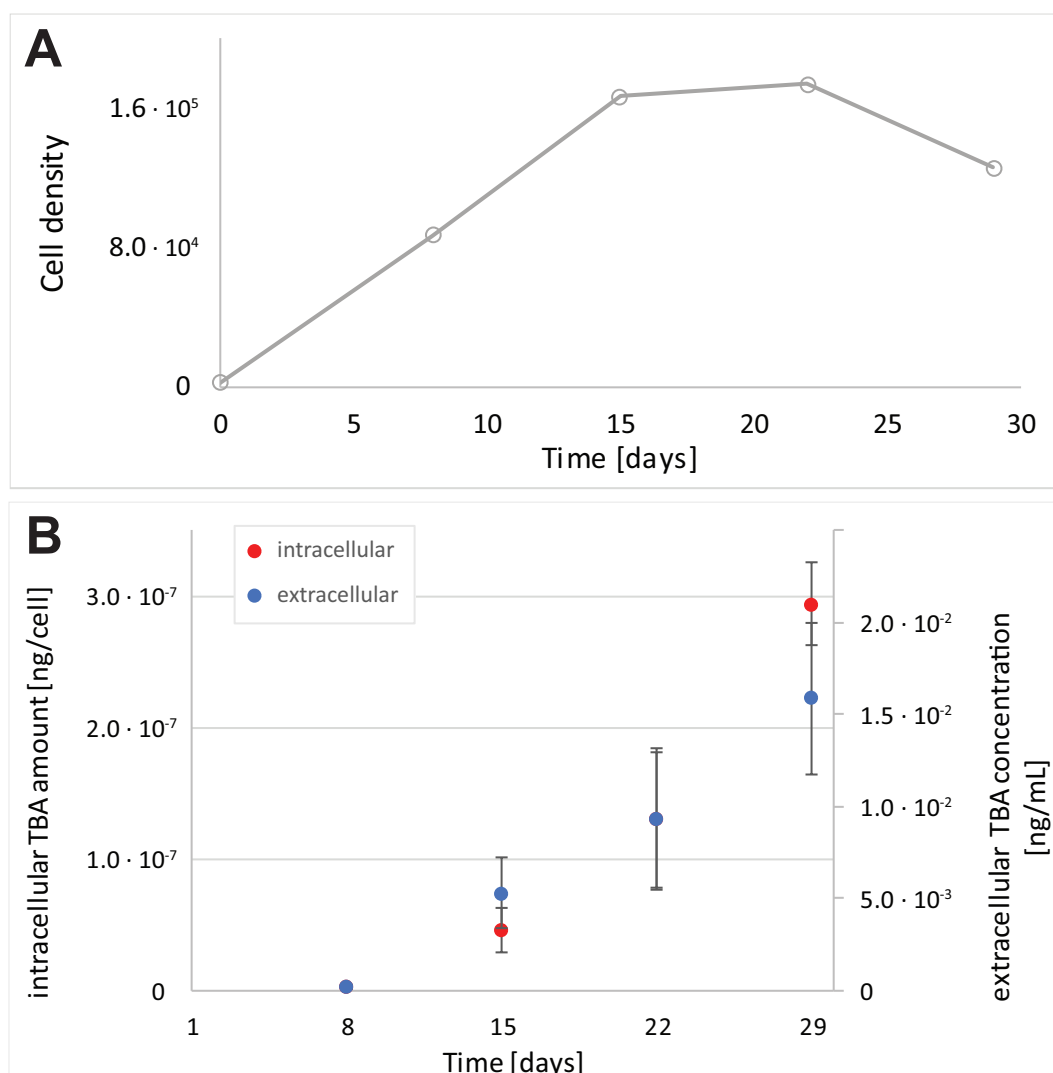 A
Cell density
1.6 · 10⁵
8.0 · 10⁴
0
0 5 10 15 20 25 30
Time [days]
B
intracellular
extracellular
intracellular TBA amount [ng/cell]
3.0 · 10⁻⁷
2.0 · 10⁻⁷
1.0 · 10⁻⁷
0
2.0 · 10⁻²
1.5 · 10⁻²
1.0 · 10⁻²
5.0 · 10⁻³
0
extracellular TBA concentration
[ng/mL]
1 8 15 22 29
Time [days]